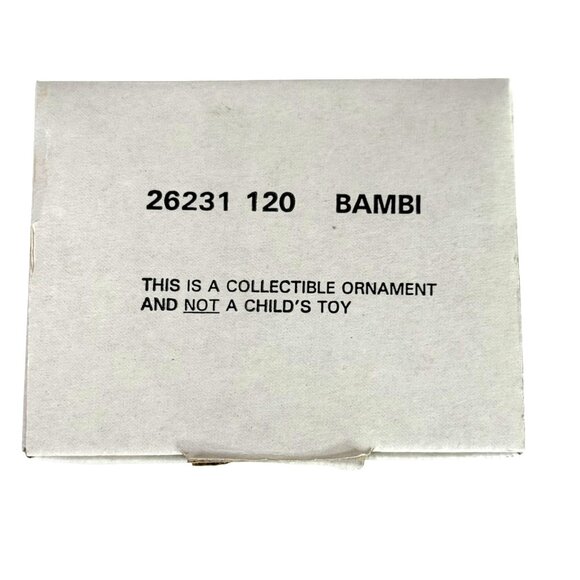 26231 120 BAMBI
THIS IS A COLLECTIBLE ORNAMENT
AND NOT A CHILD'S TOY